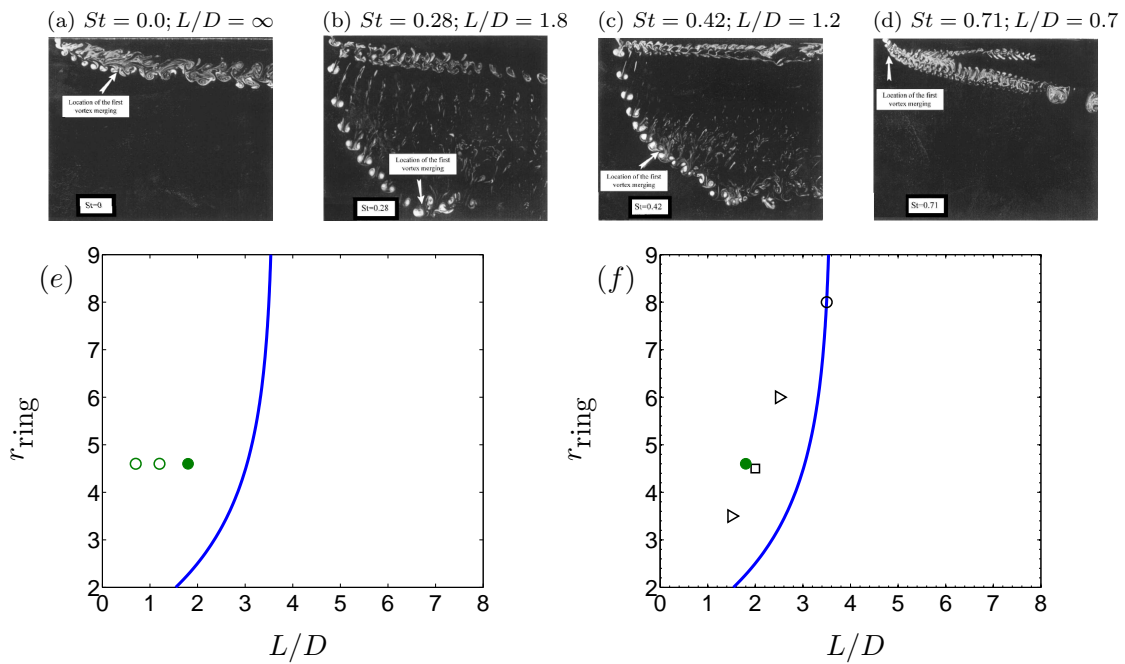 (a) St = 0.0; L/D = ∞
(b) St = 0.28; L/D = 1.8
(c) St = 0.42; L/D = 1.2
(d) St = 0.71; L/D = 0.7
Location of the first
vortex merging
St=0
Location of the first
vortex merging
St=0.28
Location of the first
vortex merging
St=0.42
Location of the first
vortex merging
St=0.71
(e)
9
8
7
6
5
4
3
2
0 1 2 3 4 5 6 7 8
r_ring
L/D
(f)
9
8
7
6
5
4
3
2
0 1 2 3 4 5 6 7 8
r_ring
L/D